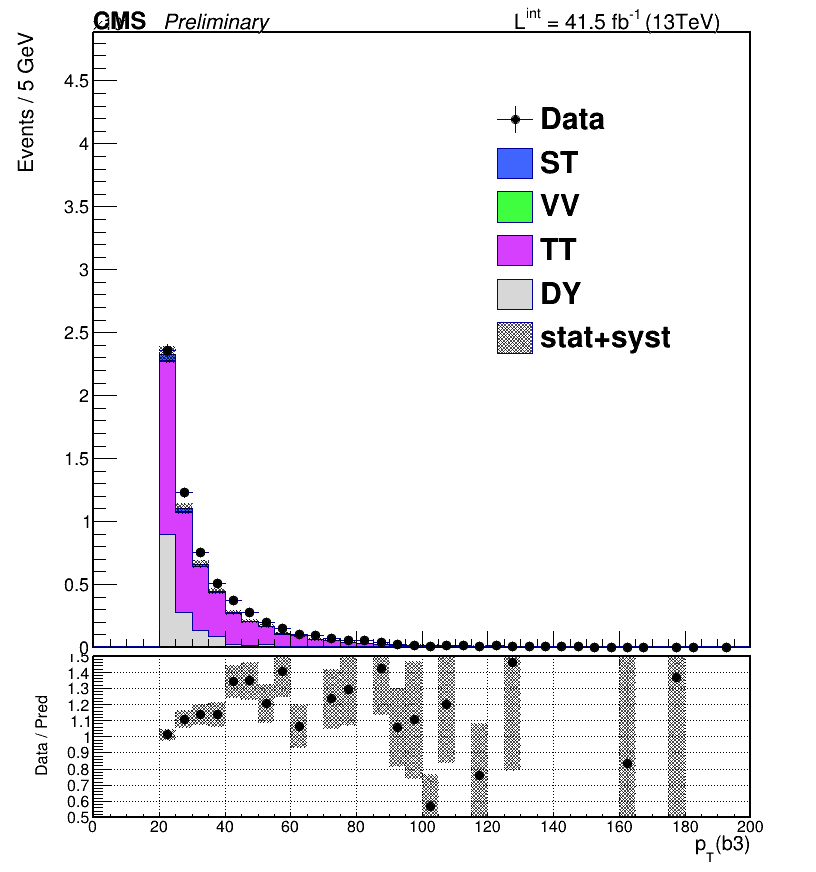 CMS Preliminary L^int = 41.5 fb^-1 (13TeV)
Events / 5 GeV
4.5
4
3.5
3
2.5
2
1.5
1
0.5
0
Data
ST
VV
TT
DY
stat+syst
Data / Pred
1.5
1.4
1.3
1.2
1.1
1
0.9
0.8
0.7
0.6
0.5
0 20 40 60 80 100 120 140 160 180 200
p_T(b3)